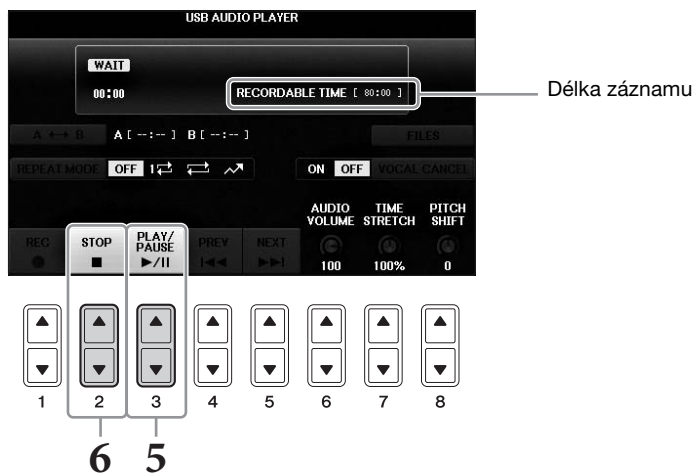 USB AUDIO PLAYER
WAIT
00:00
RECORDABLE TIME [ 80:00 ]
Délka záznamu
A ↔ B A [ --:-- ] B [ --:-- ] FILES
REPEAT MODE OFF 1 ON OFF VOCAL CANCEL
AUDIO VOLUME TIME STRETCH PITCH SHIFT
REC STOP PLAY/PAUSE PREV NEXT
100 100% 0
1 2 3 4 5 6 7 8
6 5